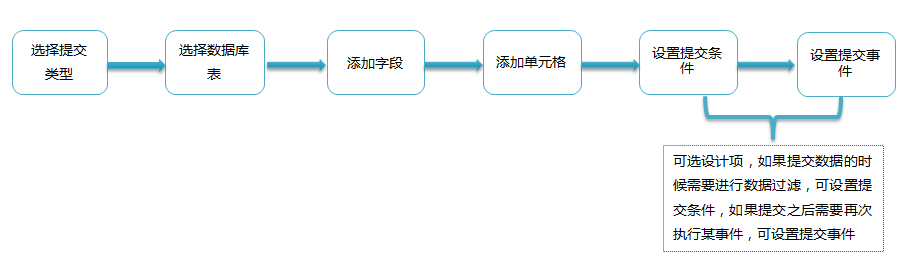 选择提交
类型
选择数据库
表
添加字段
添加单元格
设置提交条
件
设置提交事
件
可选设计项，如果提交数据的时
候需要进行数据过滤，可设置提
交条件，如果提交之后需要再次
执行某事件，可设置提交事件